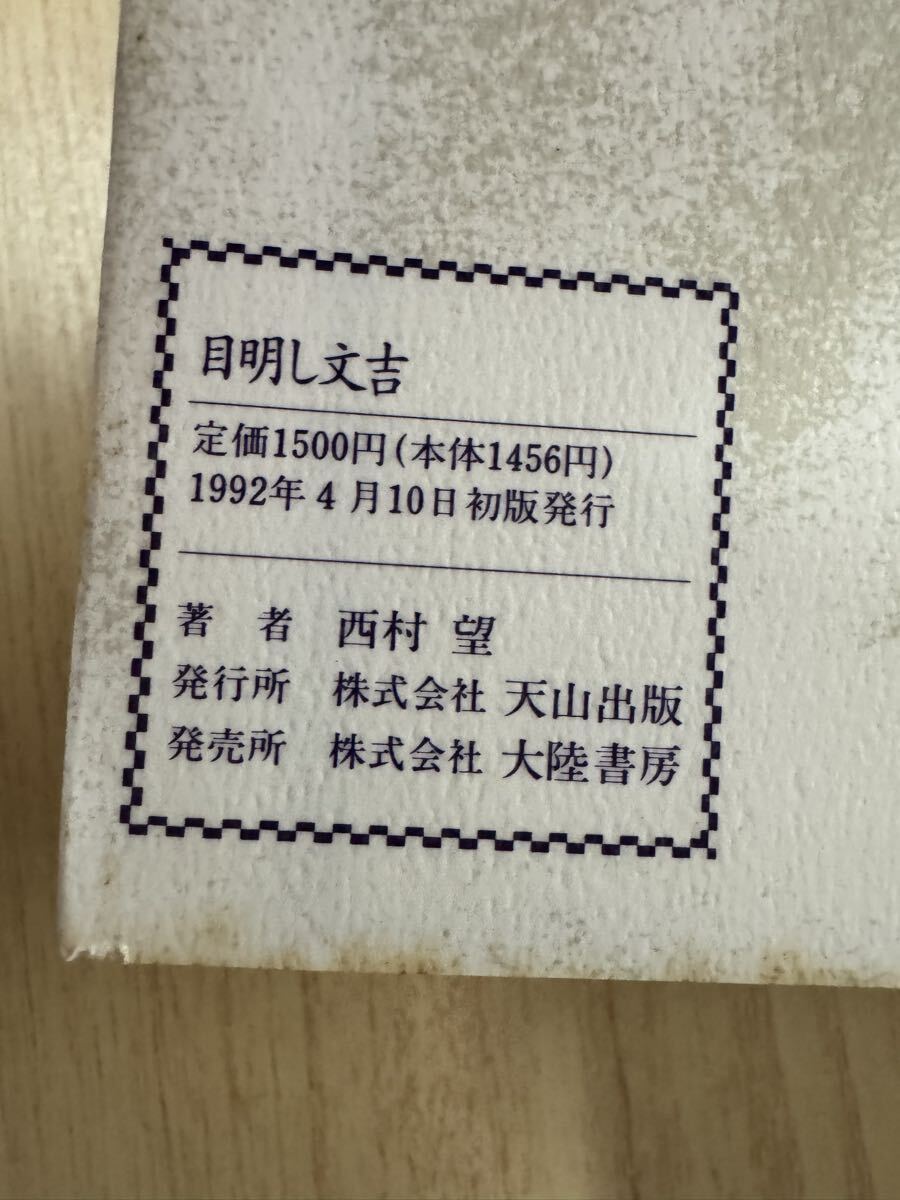 目明し文吉
定価1500円(本体1456円)
1992年4月10日初版発行
著者 西村 望
発行所 株式会社 天山出版
発売所 株式会社 大陸書房